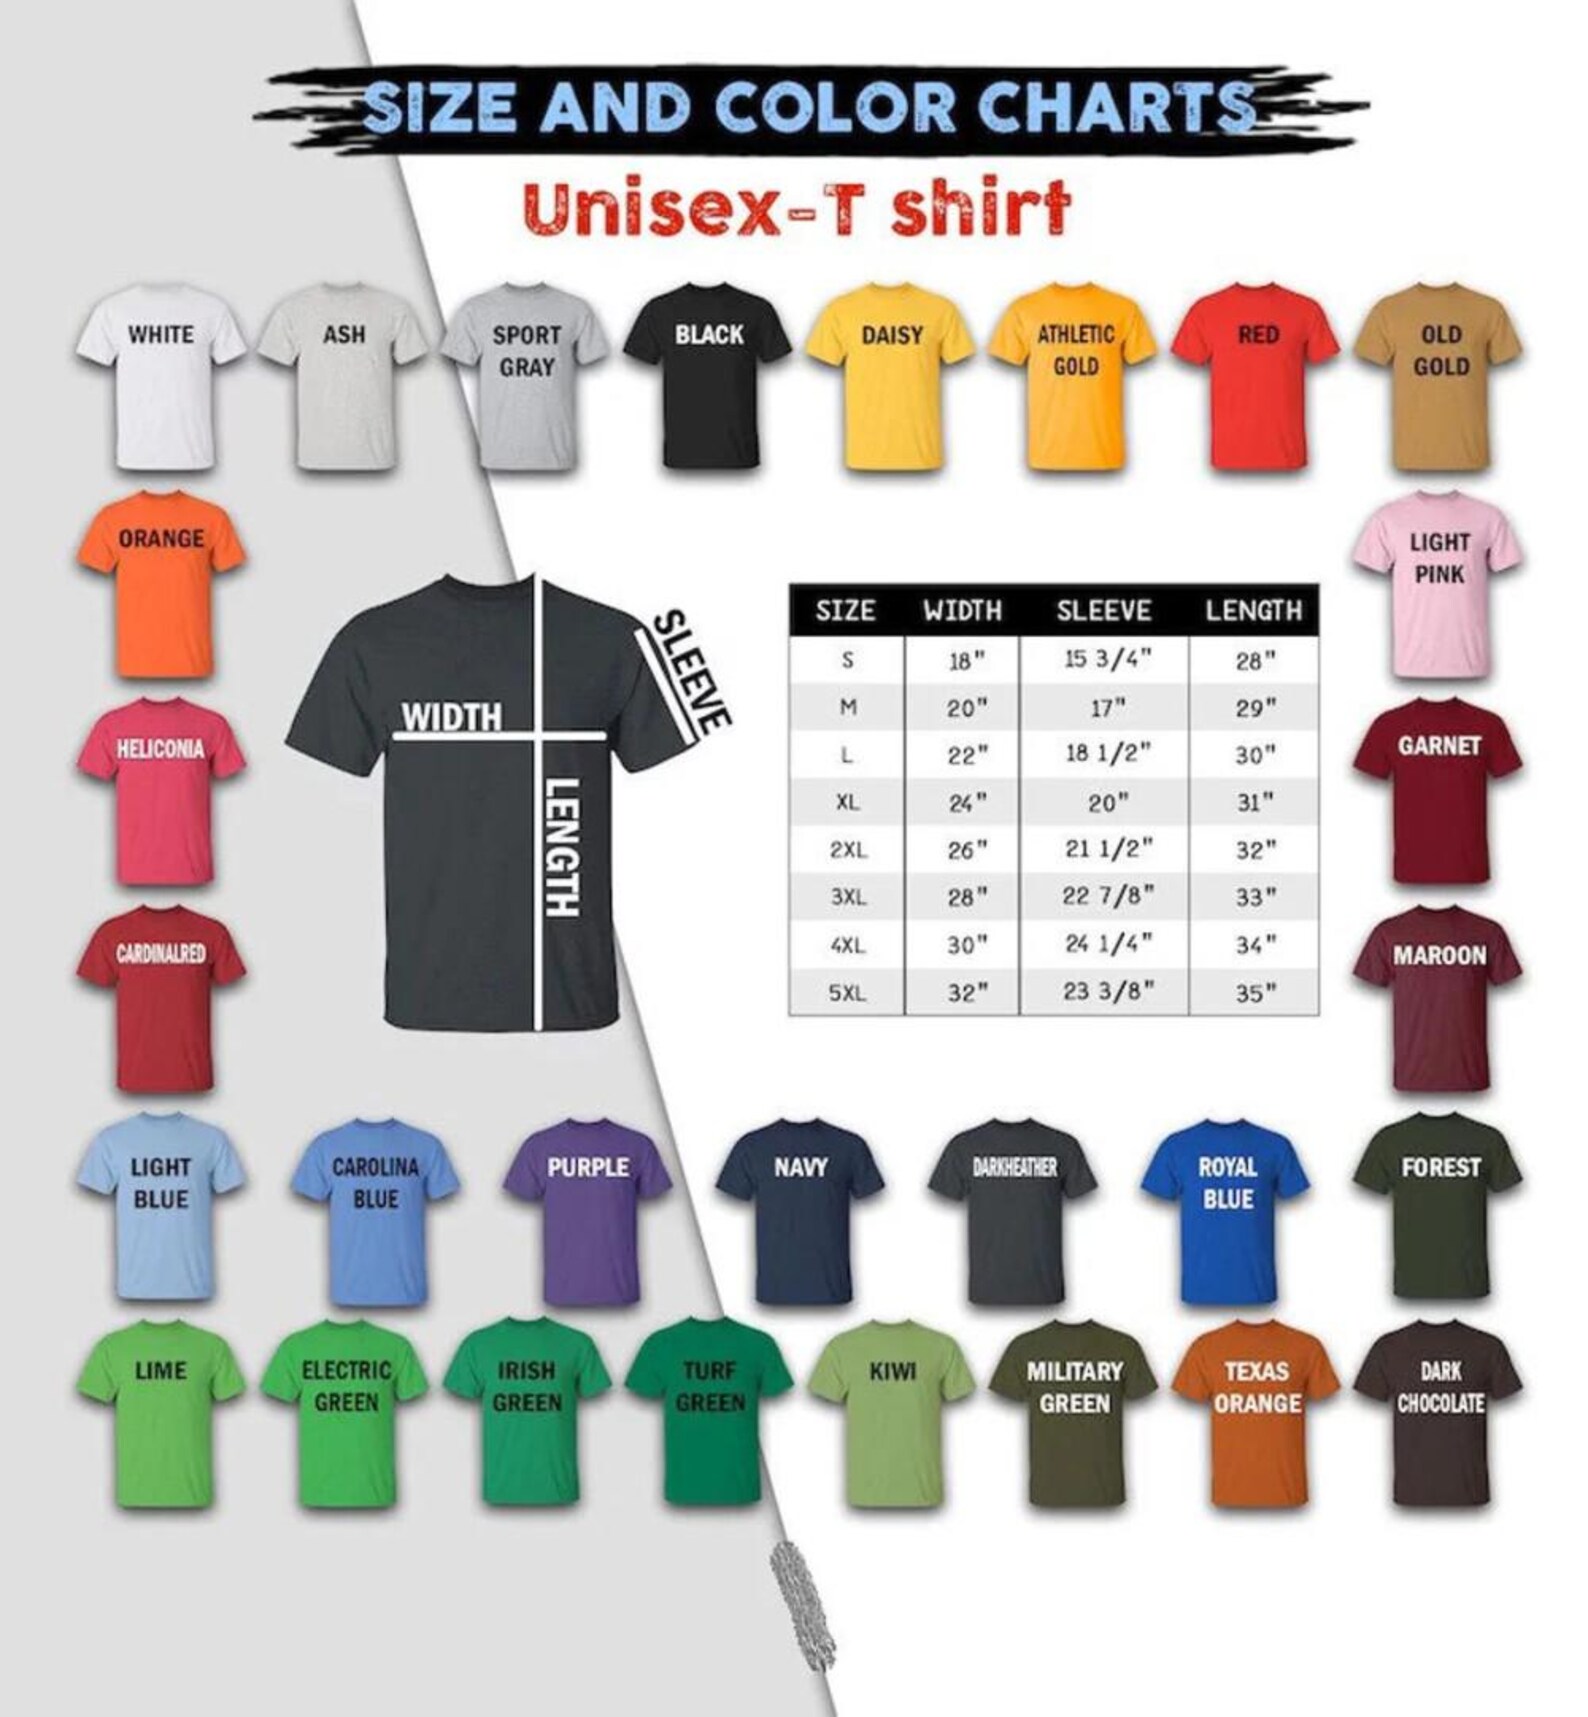 SIZE AND COLOR CHARTS
Unisex-T shirt
WHITE
ASH
SPORT
GRAY
BLACK
DAISY
ATHLETIC
GOLD
RED
OLD
GOLD
ORANGE
LIGHT
PINK
HELICONIA
GARNET
CARDINALRED
MAROON
WIDTH
SLEEVE
LENGTH
SIZE WIDTH SLEEVE LENGTH
S 18" 15 3/4" 28"
M 20" 17" 29"
L 22" 18 1/2" 30"
XL 24" 20" 31"
2XL 26" 21 1/2" 32"
3XL 28" 22 7/8" 33"
4XL 30" 24 1/4" 34"
5XL 32" 23 3/8" 35"
LIGHT
BLUE
CAROLINA
BLUE
PURPLE
NAVY
DARKHEATHER
ROYAL
BLUE
FOREST
LIME
ELECTRIC
GREEN
IRISH
GREEN
TURF
GREEN
KIWI
MILITARY
GREEN
TEXAS
ORANGE
DARK
CHOCOLATE